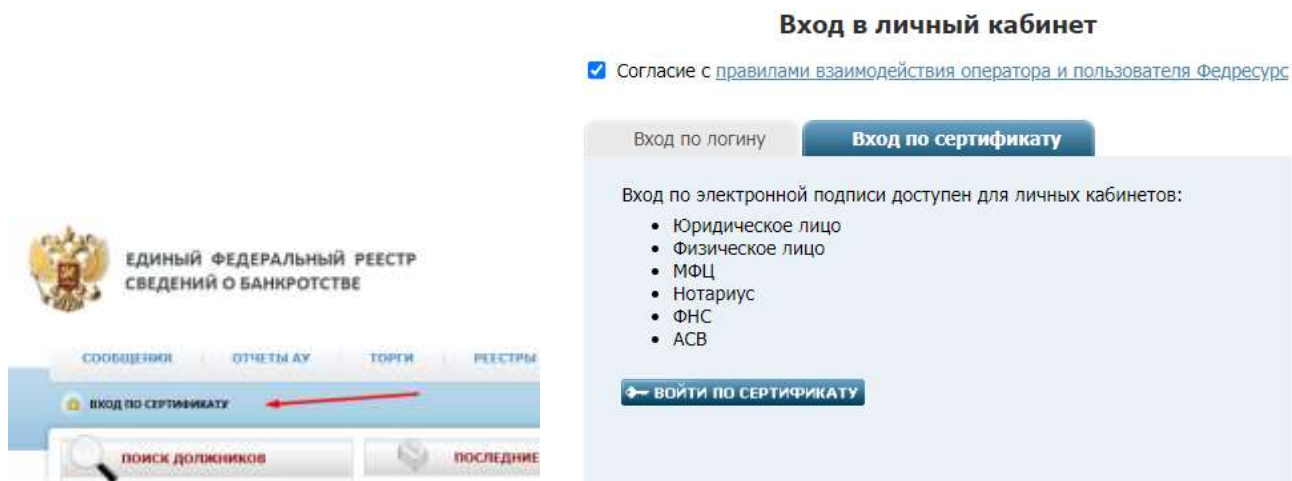 Вход в личный кабинет
Согласие с правилами взаимодействия оператора и пользователя Федресурс
Вход по логину
Вход по сертификату
Вход по электронной подписи доступен для личных кабинетов:
• Юридическое лицо
• Физическое лицо
• МФЦ
• Нотариус
• ФНС
• АСВ
ВОЙТИ ПО СЕРТИФИКАТУ
ЕДИНЫЙ ФЕДЕРАЛЬНЫЙ РЕЕСТР
СВЕДЕНИЙ О БАНКРОТСТВЕ
СООБЩЕНИЯ ОТЧЕТЫ АУ ТОРГИ РЕЕСТРЫ
ВХОД ПО СЕРТИФИКАТУ
ПОИСК ДОЛЖНИКОВ
ПОСЛЕДНИЕ